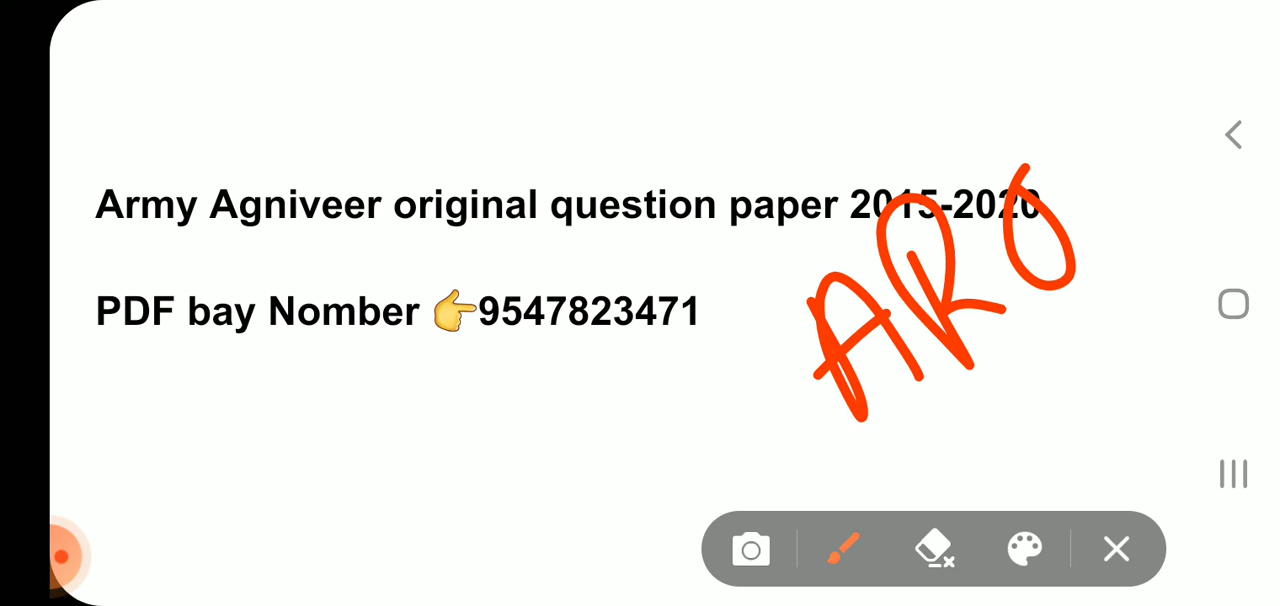 Army Agniveer original question paper 2015-2020
PDF bay Nomber 👉9547823471
ARO